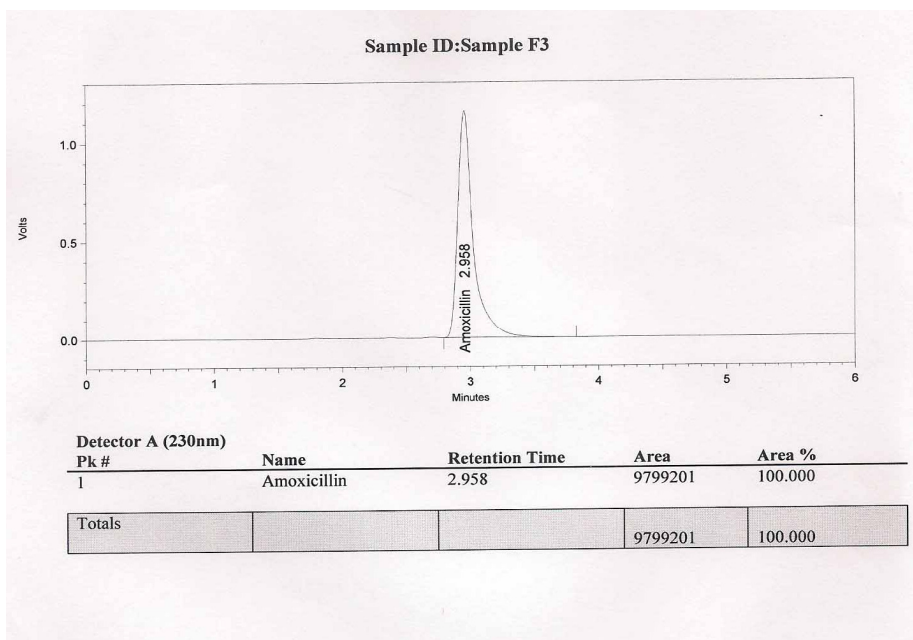 Sample ID:Sample F3
1.0
0.5
0.0
Volts
Amoxicillin 2.958
0 1 2 3 4 5 6
Minutes
Detector A (230nm)
Pk # Name Retention Time Area Area %
1 Amoxicillin 2.958 9799201 100.000
Totals
9799201 100.000